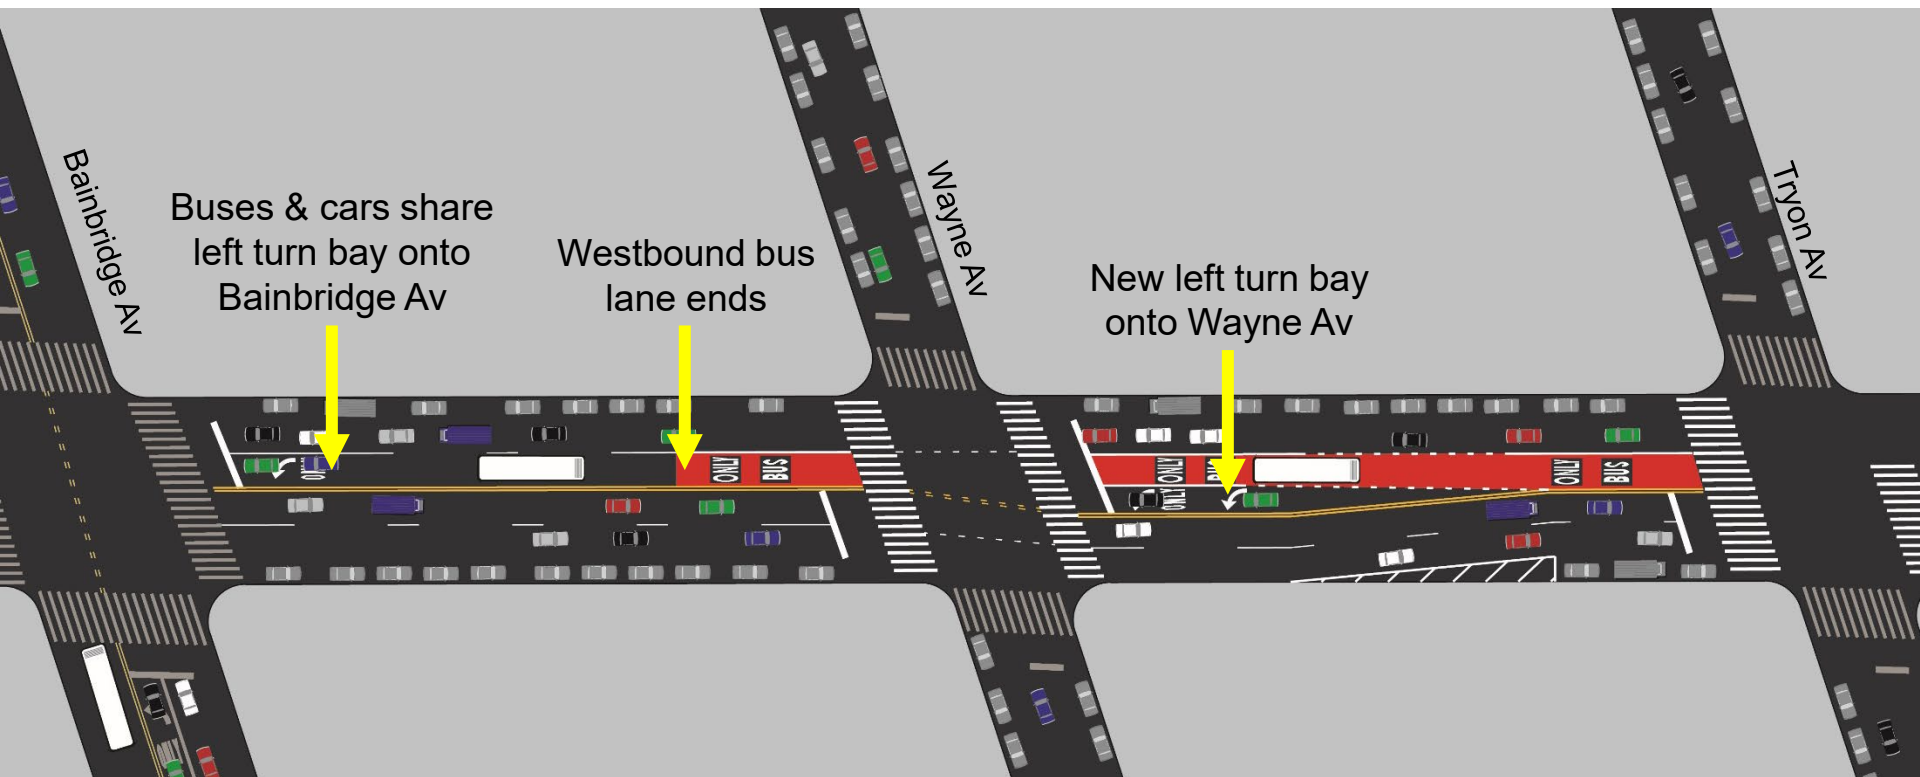 Bainbridge Av
Buses & cars share
left turn bay onto
Bainbridge Av
Westbound bus
lane ends
Wayne Av
New left turn bay
onto Wayne Av
Tryon Av
ONLY
BUS
ONLY
ONLY
BUS
ONLY